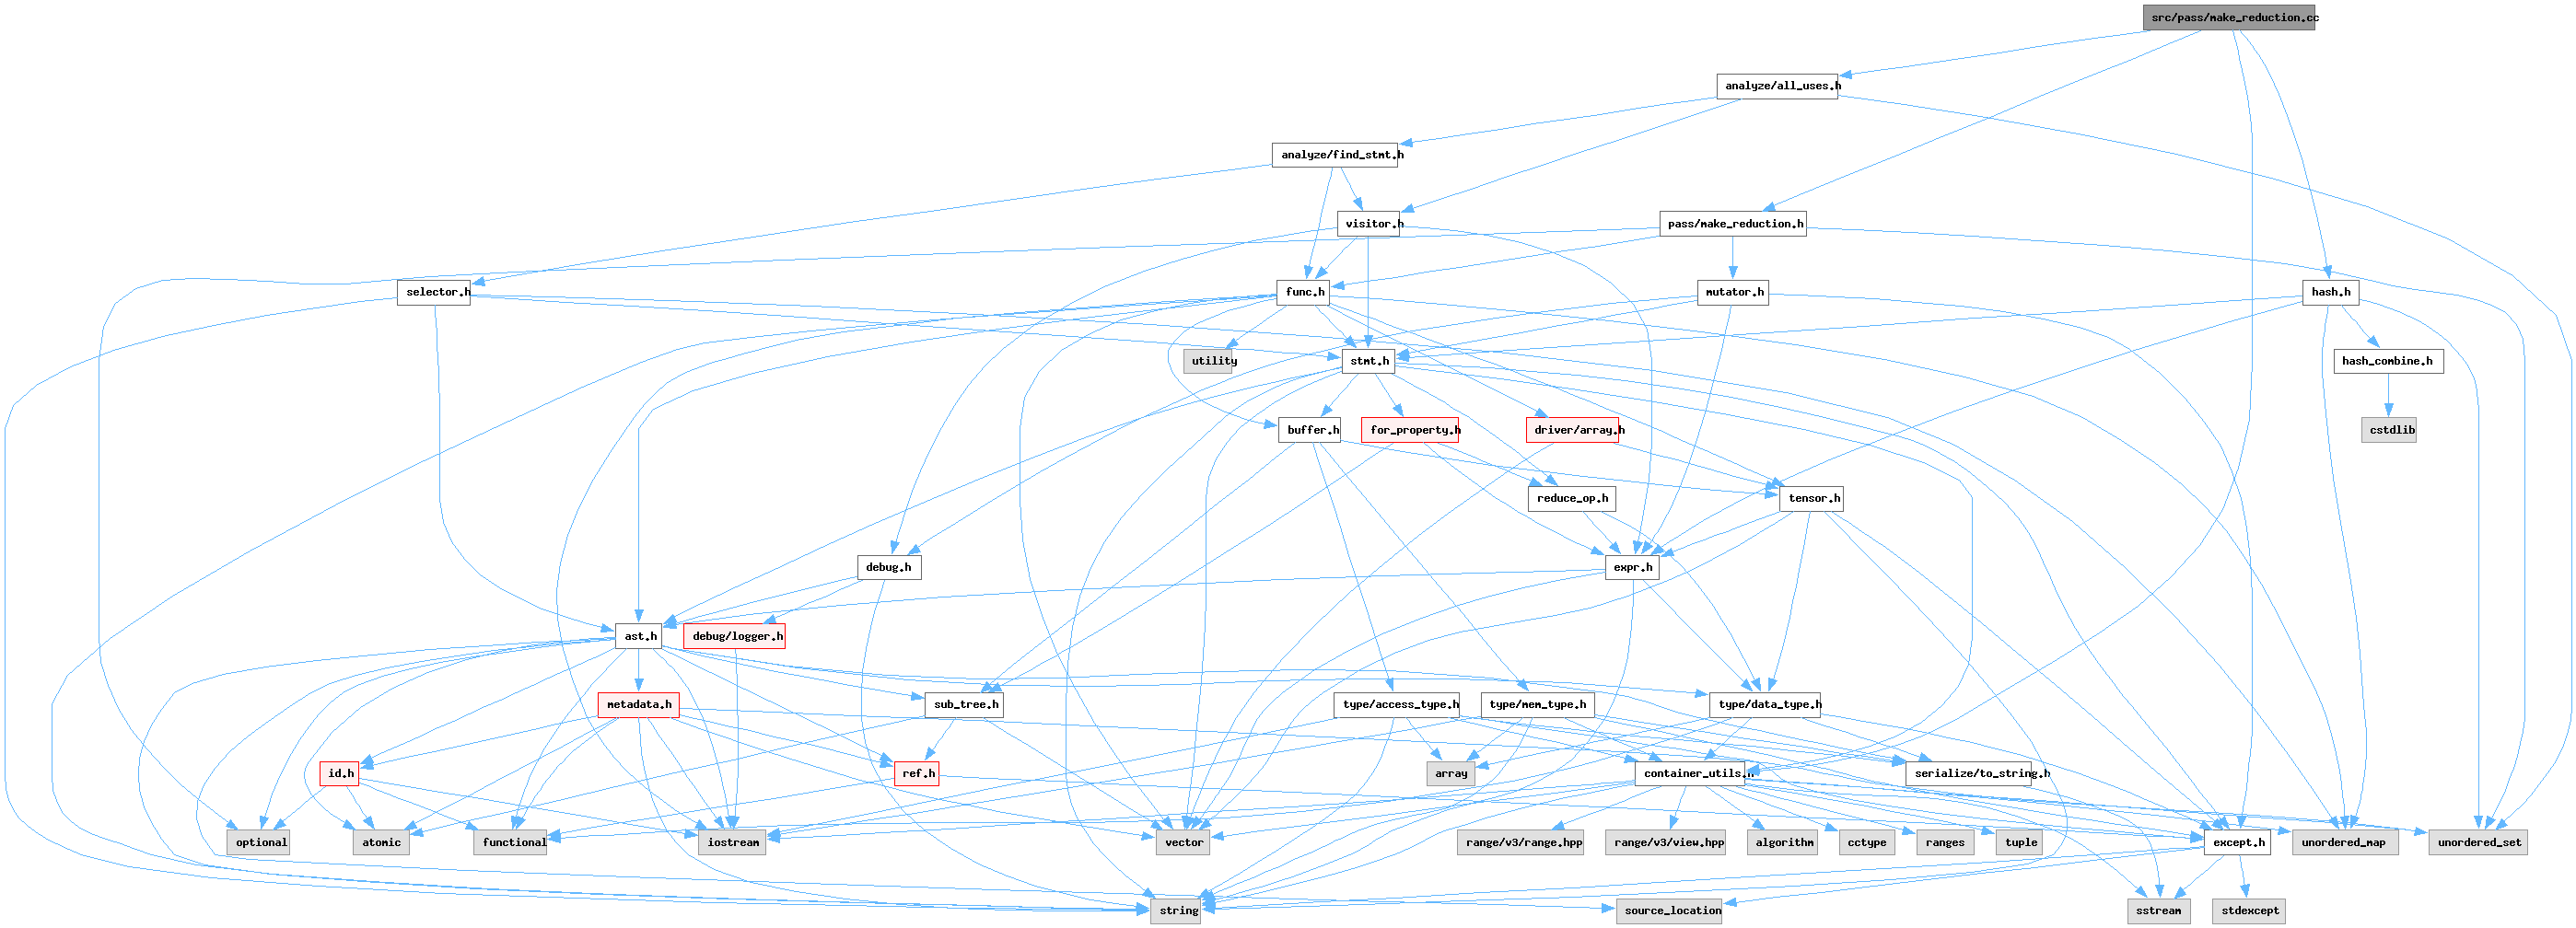 src/pass/make_reduction.cc
analyze/all_uses.h
analyze/find_stmt.h
visitor.h
pass/make_reduction.h
selector.h
func.h
mutator.h
hash.h
utility
stmt.h
hash_combine.h
buffer.h
for_property.h
driver/array.h
cstdlib
reduce_op.h
tensor.h
debug.h
expr.h
ast.h
debug/logger.h
metadata.h
sub_tree.h
type/access_type.h
type/mem_type.h
type/data_type.h
id.h
ref.h
array
container_utils.h
serialize/to_string.h
optional
atomic
functional
iostream
vector
range/v3/range.hpp
range/v3/view.hpp
algorithm
cctype
ranges
tuple
except.h
unordered_map
unordered_set
string
source_location
sstream
stdexcept